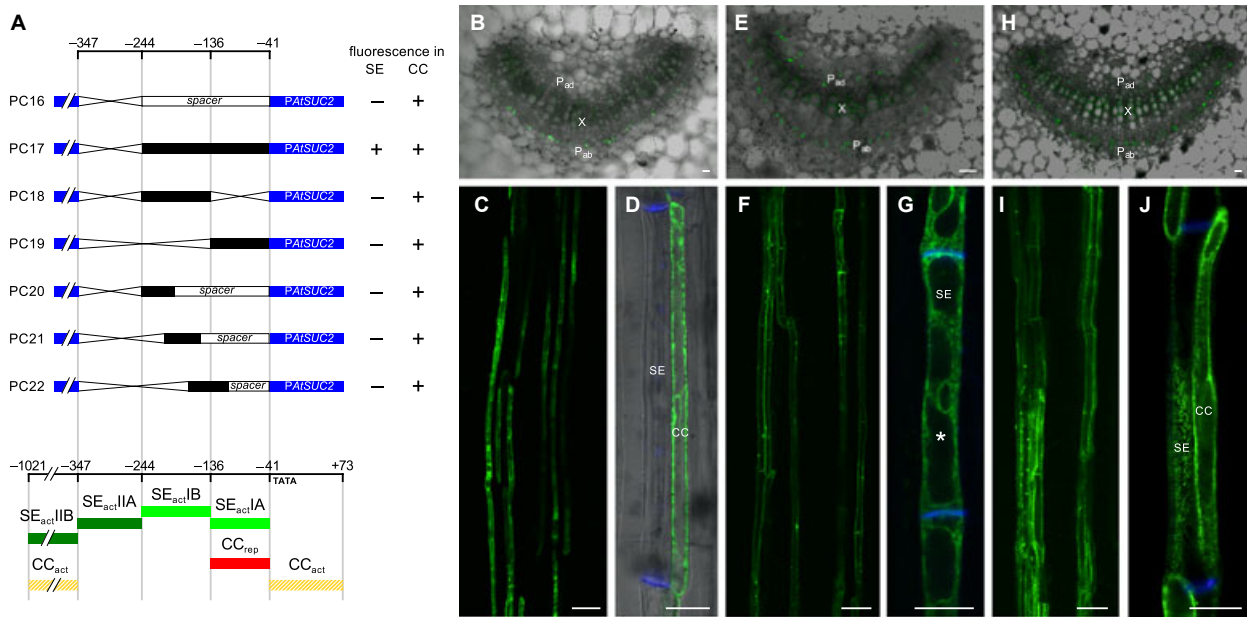 A
−347 −244 −136 −41
fluorescence in
SE CC
PC16 spacer PAtSUC2 − +
PC17 PAtSUC2 + +
PC18 PAtSUC2 − +
PC19 PAtSUC2 − +
PC20 spacer PAtSUC2 − +
PC21 spacer PAtSUC2 − +
PC22 spacer PAtSUC2 − +
−1021 −347 −244 −136 −41 +73
TATA
SEactIIB SEactIIA SEactIB SEactIA
CCrep
CCact CCact
B
Pad
X
Pab
E
Pad
X
Pab
H
Pad
X
Pab
C
D
SE
CC
F
G
SE
*
I
J
CC
SE